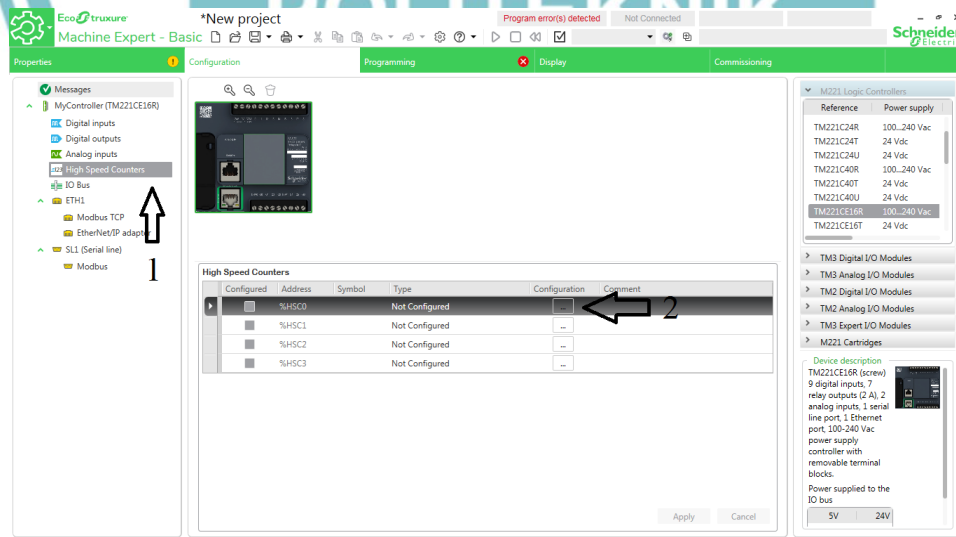 EcoStruxure
Machine Expert - Basic
*New project
Program error(s) detected
Not Connected
Schneider
Electri
Properties
Configuration
Programming
Display
Commissioning
Messages
MyController (TM221CE16R)
Digital inputs
Digital outputs
Analog inputs
High Speed Counters
IO Bus
ETH1
Modbus TCP
EtherNet/IP adapter
SL1 (Serial line)
Modbus
1
High Speed Counters
Configured Address Symbol Type Configuration Comment
%HSC0 Not Configured ...
%HSC1 Not Configured ...
%HSC2 Not Configured ...
%HSC3 Not Configured ...
2
Apply Cancel
M221 Logic Controllers
Reference Power supply
TM221C24R 100...240 Vac
TM221C24T 24 Vdc
TM221C24U 24 Vdc
TM221C40R 100...240 Vac
TM221C40T 24 Vdc
TM221C40U 24 Vdc
TM221CE16R 100...240 Vac
TM221CE16T 24 Vdc
TM3 Digital I/O Modules
TM3 Analog I/O Modules
TM2 Digital I/O Modules
TM2 Analog I/O Modules
TM3 Expert I/O Modules
M221 Cartridges
Device description
TM221CE16R (screw)
9 digital inputs, 7
relay outputs (2 A), 2
analog inputs, 1 serial
line port, 1 Ethernet
port, 100-240 Vac
power supply
controller with
removable terminal
blocks.
Power supplied to the
IO bus
5V 24V